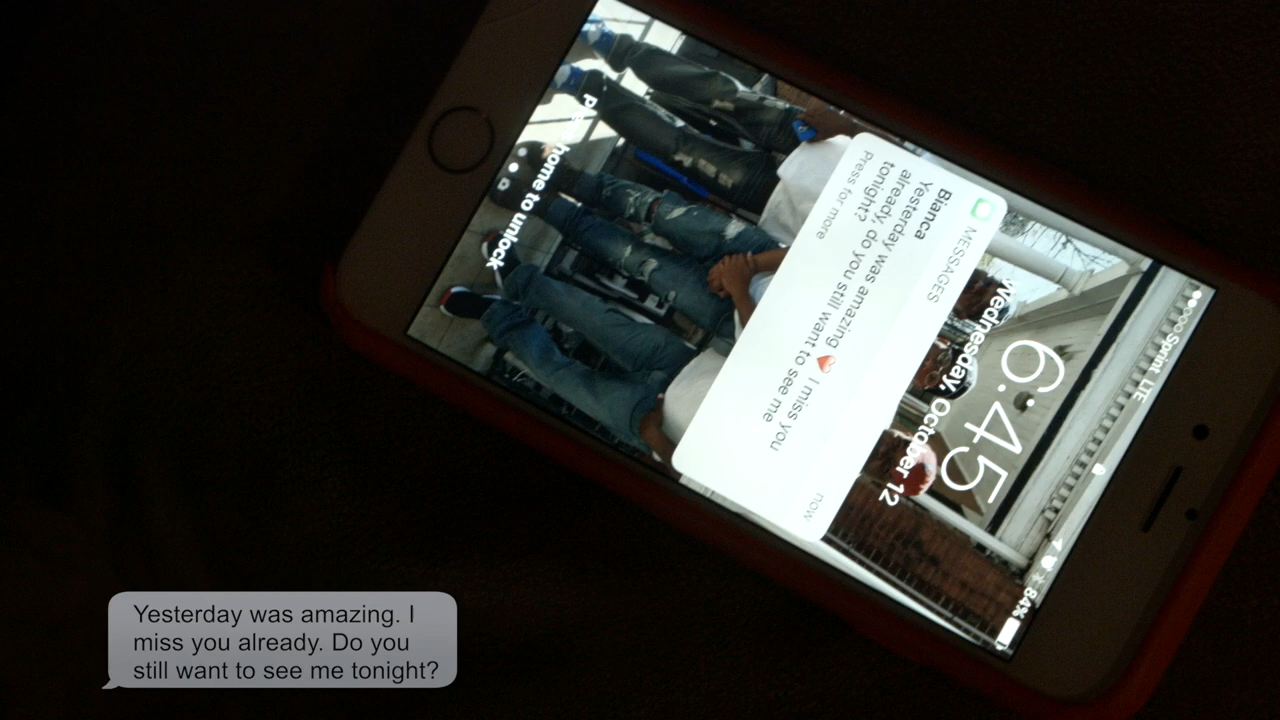 ●●○○○ Sprint LTE
84%
6:45
Wednesday, October 12
MESSAGES
now
Bianca
Yesterday was amazing ❤️ I miss you
already, do you still want to see me
tonight?
Press for more
Press home to unlock
Yesterday was amazing. I
miss you already. Do you
still want to see me tonight?